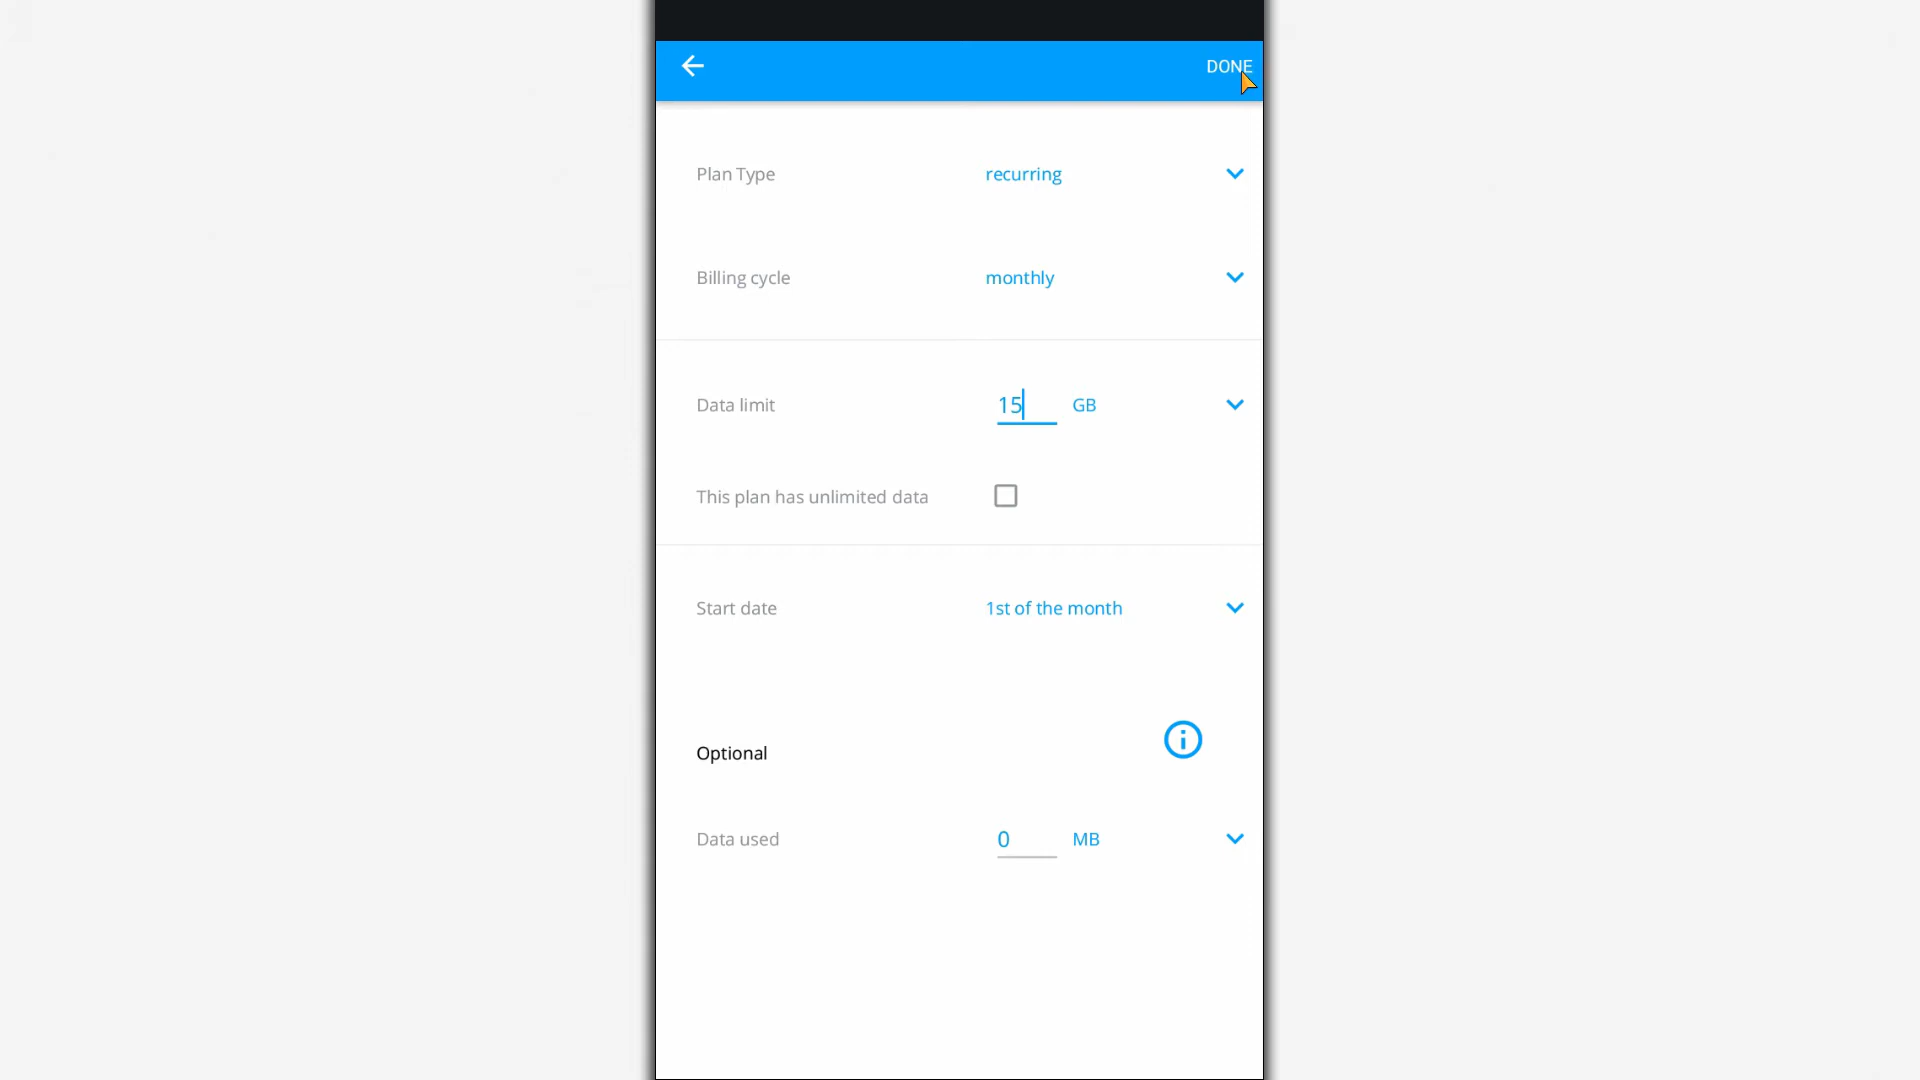 DONE
Plan Type recurring
Billing cycle monthly
Data limit 15 GB
This plan has unlimited data
Start date 1st of the month
Optional
Data used 0 MB